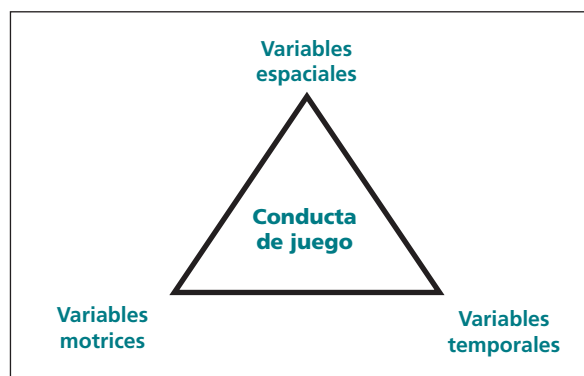 Variables
espaciales
Conducta
de juego
Variables
motrices
Variables
temporales